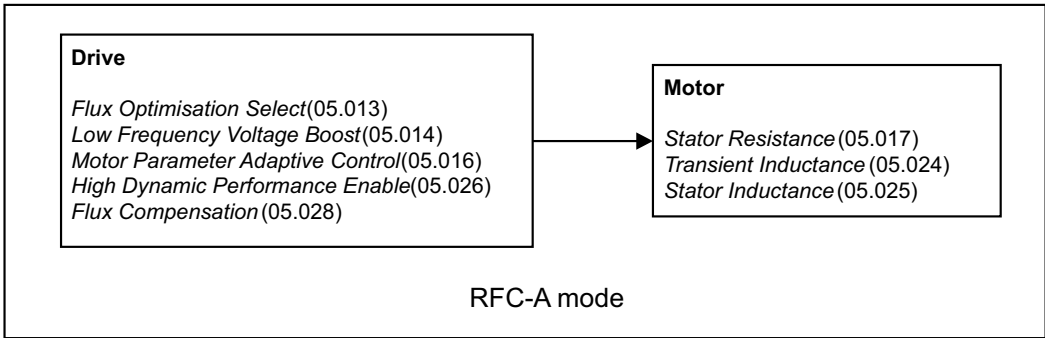 Drive
Flux Optimisation Select(05.013)
Low Frequency Voltage Boost(05.014)
Motor Parameter Adaptive Control(05.016)
High Dynamic Performance Enable(05.026)
Flux Compensation(05.028)
Motor
Stator Resistance(05.017)
Transient Inductance(05.024)
Stator Inductance(05.025)
RFC-A mode